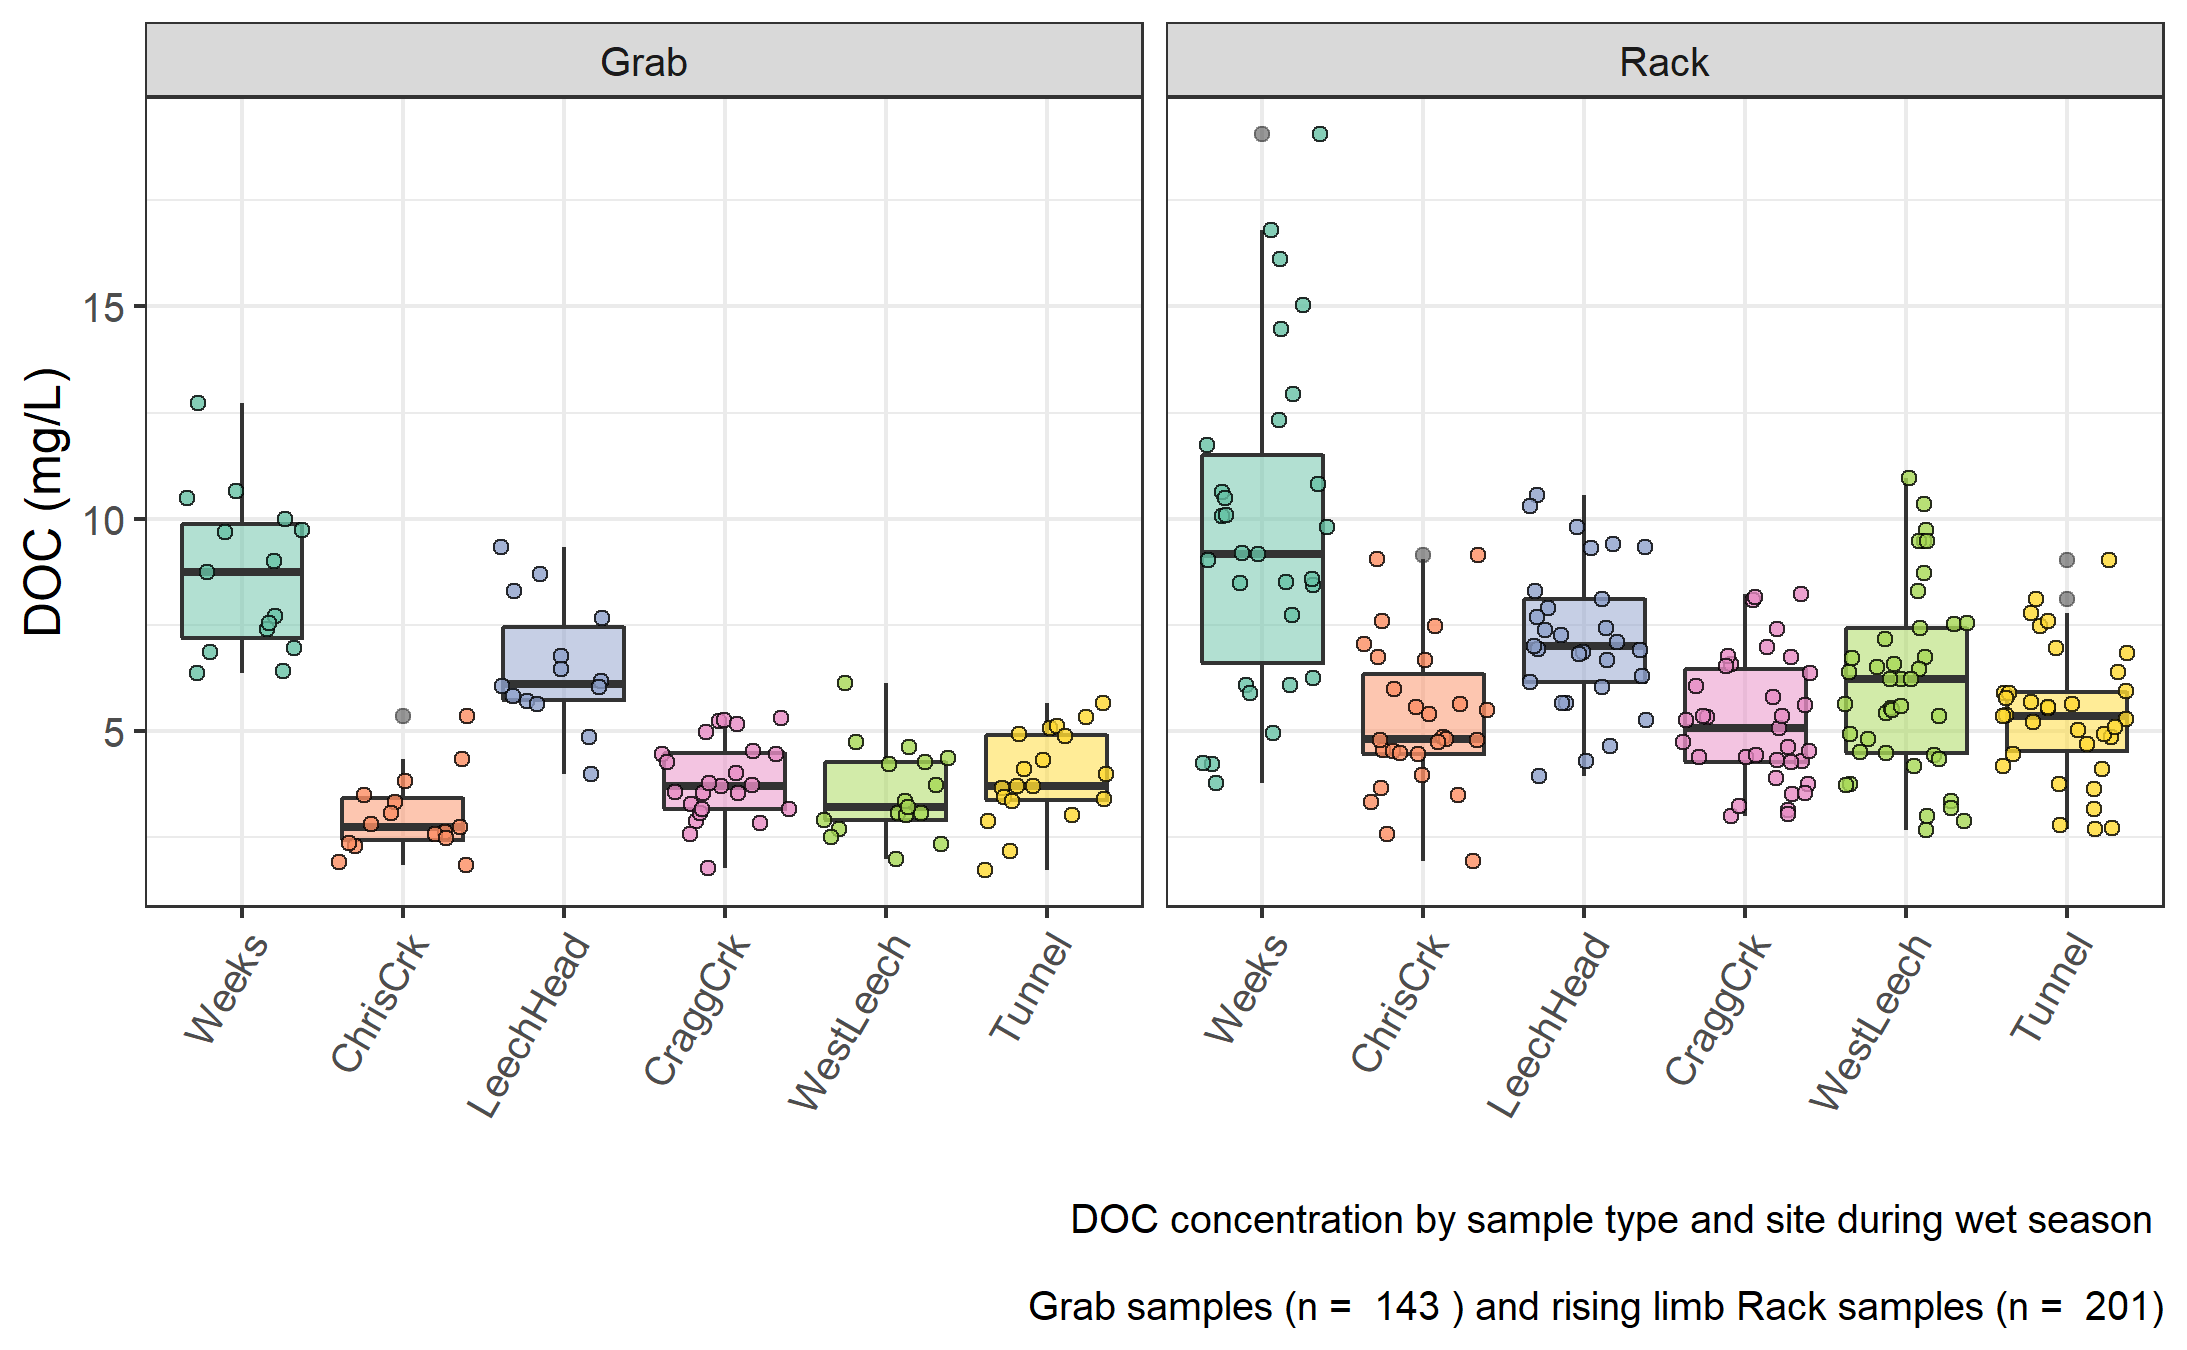 Grab
Rack
DOC (mg/L)
15
10
5
Weeks
ChrisCrk
LeechHead
CraggCrk
WestLeech
Tunnel
Weeks
ChrisCrk
LeechHead
CraggCrk
WestLeech
Tunnel
DOC concentration by sample type and site during wet season
Grab samples (n =  143 ) and rising limb Rack samples (n =  201)